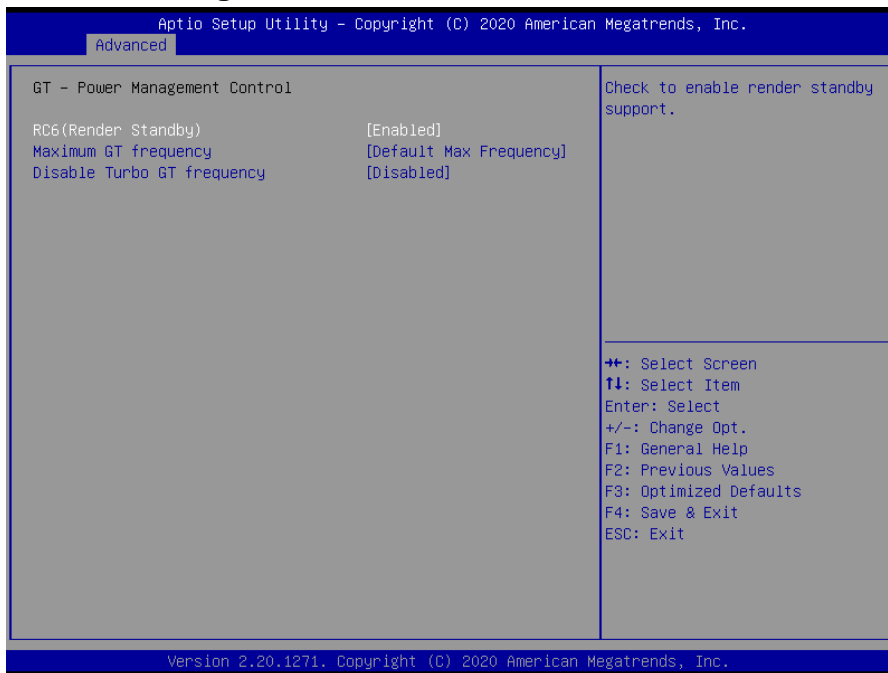 Aptio Setup Utility – Copyright (C) 2020 American Megatrends, Inc.
Advanced
GT – Power Management Control
RC6(Render Standby) [Enabled]
Maximum GT frequency [Default Max Frequency]
Disable Turbo GT frequency [Disabled]
Check to enable render standby
support.
→←: Select Screen
↑↓: Select Item
Enter: Select
+/-: Change Opt.
F1: General Help
F2: Previous Values
F3: Optimized Defaults
F4: Save & Exit
ESC: Exit
Version 2.20.1271. Copyright (C) 2020 American Megatrends, Inc.